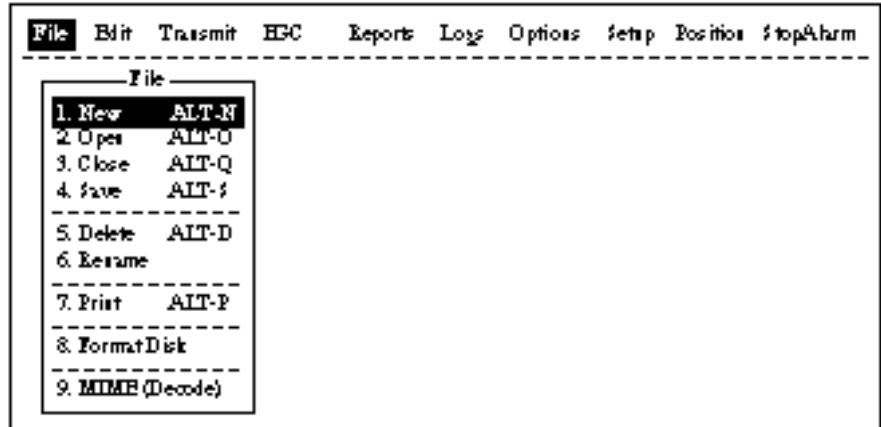 File Edit Transmit EGC Reports Logs Options Setup Position StopAlarm
File
1. New ALT-N
2. Open ALT-O
3. Close ALT-Q
4. Save ALT-S
5. Delete ALT-D
6. Rename
7. Print ALT-P
8. Format Disk
9. MIME (Decode)